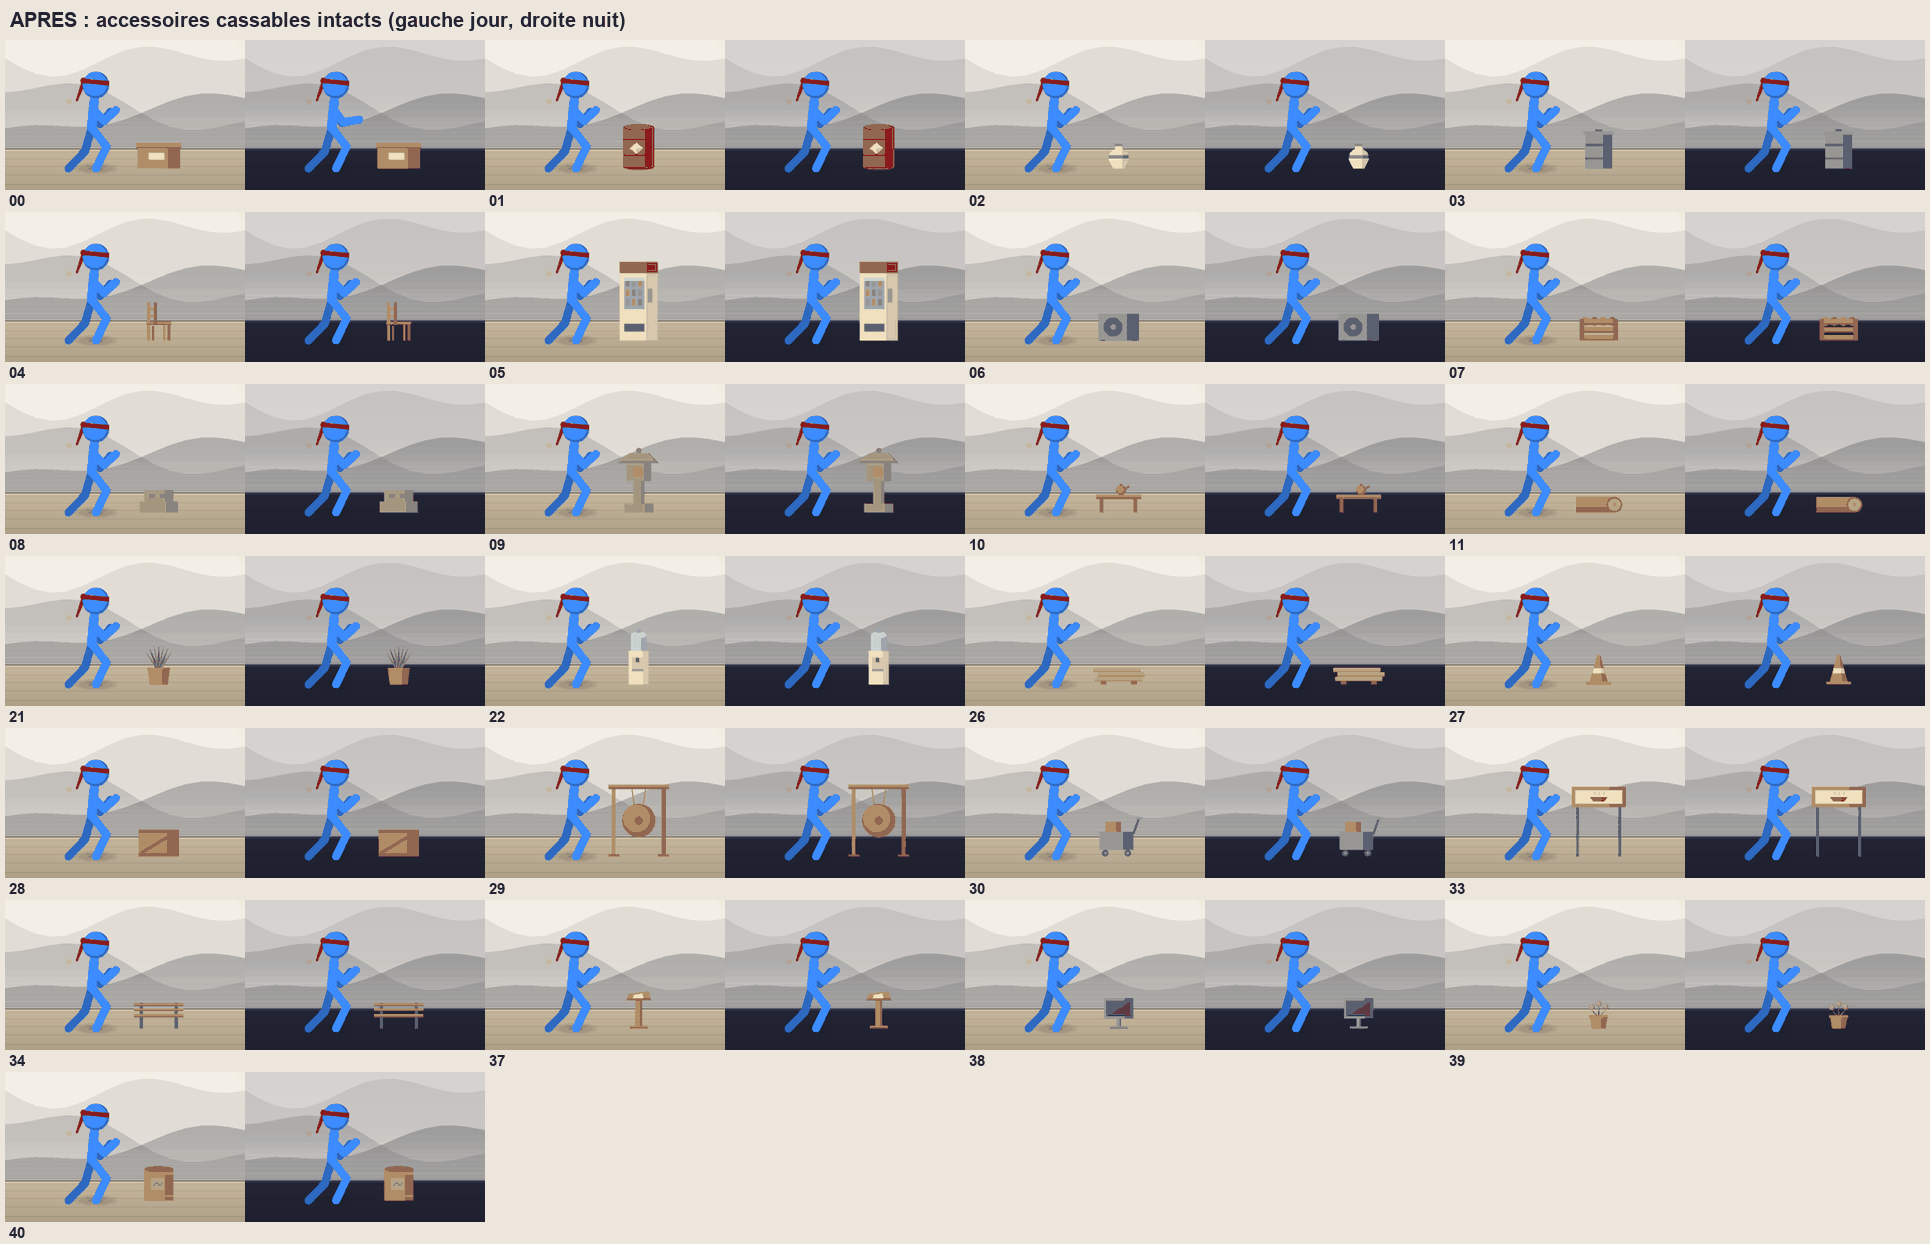 APRES : accessoires cassables intacts (gauche jour, droite nuit)
00 01 02 03
04 05 06 07
08 09 10 11
21 22 26 27
28 29 30 33
34 37 38 39
40